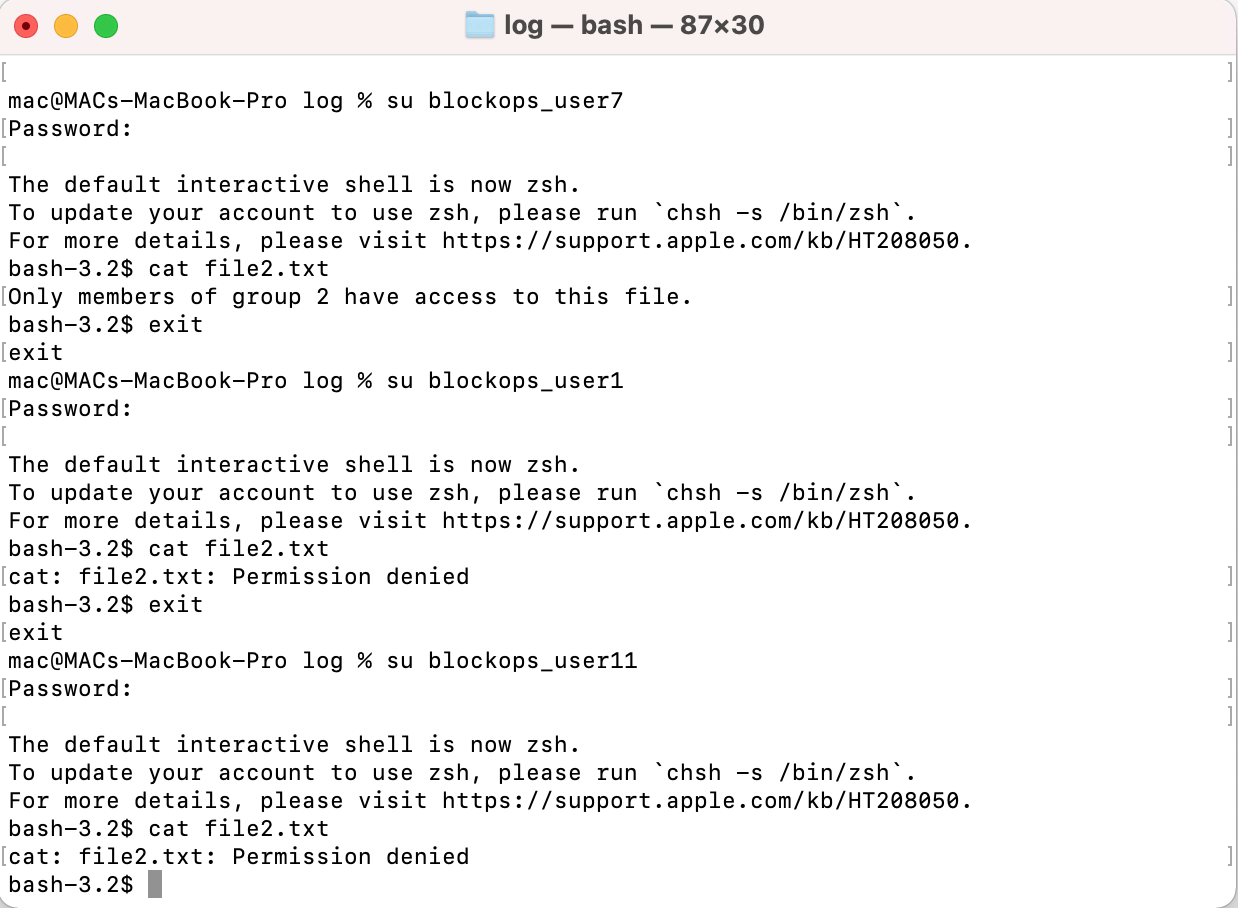 log — bash — 87×30
[ ]
mac@MACs-MacBook-Pro log % su blockops_user7
[Password: ]
[ ]
The default interactive shell is now zsh.
To update your account to use zsh, please run `chsh -s /bin/zsh`.
For more details, please visit https://support.apple.com/kb/HT208050.
bash-3.2$ cat file2.txt
[Only members of group 2 have access to this file. ]
bash-3.2$ exit
[exit ]
mac@MACs-MacBook-Pro log % su blockops_user1
[Password: ]
[ ]
The default interactive shell is now zsh.
To update your account to use zsh, please run `chsh -s /bin/zsh`.
For more details, please visit https://support.apple.com/kb/HT208050.
bash-3.2$ cat file2.txt
[cat: file2.txt: Permission denied ]
bash-3.2$ exit
[exit ]
mac@MACs-MacBook-Pro log % su blockops_user11
[Password: ]
[ ]
The default interactive shell is now zsh.
To update your account to use zsh, please run `chsh -s /bin/zsh`.
For more details, please visit https://support.apple.com/kb/HT208050.
bash-3.2$ cat file2.txt
[cat: file2.txt: Permission denied ]
bash-3.2$